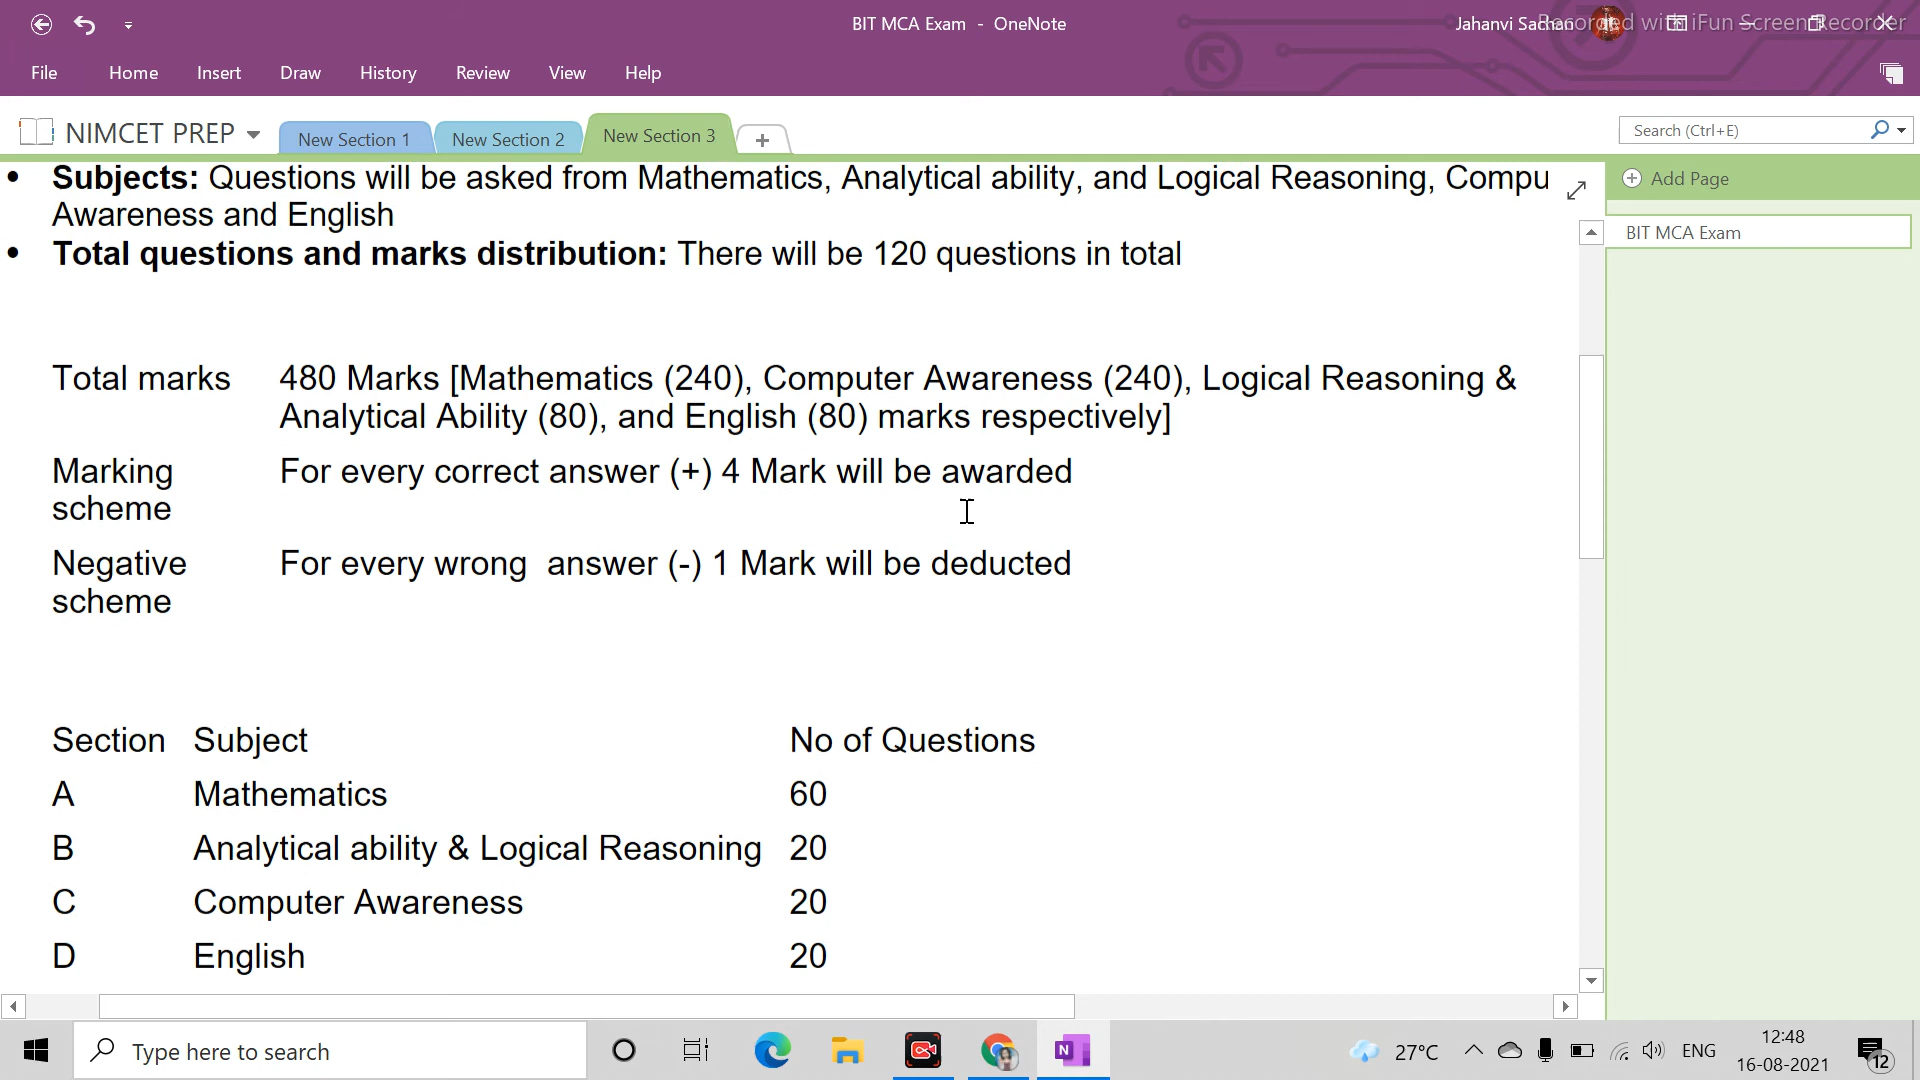 BIT MCA Exam - OneNote
Jahanvi Sachan
Recorded with iFun Screen Recorder
File Home Insert Draw History Review View Help
NIMCET PREP New Section 1 New Section 2 New Section 3 +
Search (Ctrl+E)
Add Page
BIT MCA Exam
• Subjects: Questions will be asked from Mathematics, Analytical ability, and Logical Reasoning, Compu
Awareness and English
• Total questions and marks distribution: There will be 120 questions in total
Total marks 480 Marks [Mathematics (240), Computer Awareness (240), Logical Reasoning &
Analytical Ability (80), and English (80) marks respectively]
Marking For every correct answer (+) 4 Mark will be awarded
scheme
Negative For every wrong  answer (-) 1 Mark will be deducted
scheme
Section Subject No of Questions
A Mathematics 60
B Analytical ability & Logical Reasoning 20
C Computer Awareness 20
D English 20
Type here to search
27°C ENG 12:48
16-08-2021
12